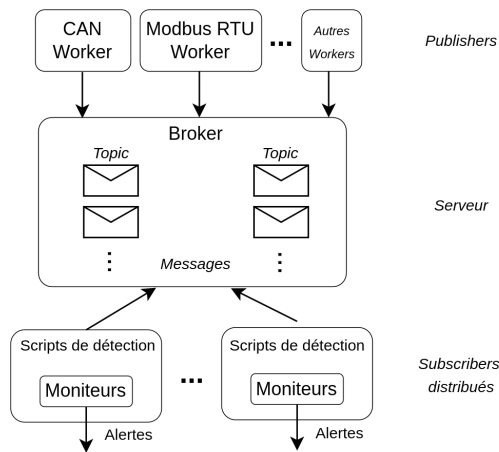 CAN
Worker
Modbus RTU
Worker
...
Autres
Workers
Publishers
Broker
Topic
Topic
Messages
Serveur
Scripts de détection
Moniteurs
Alertes
...
Scripts de détection
Moniteurs
Alertes
Subscribers
distribués